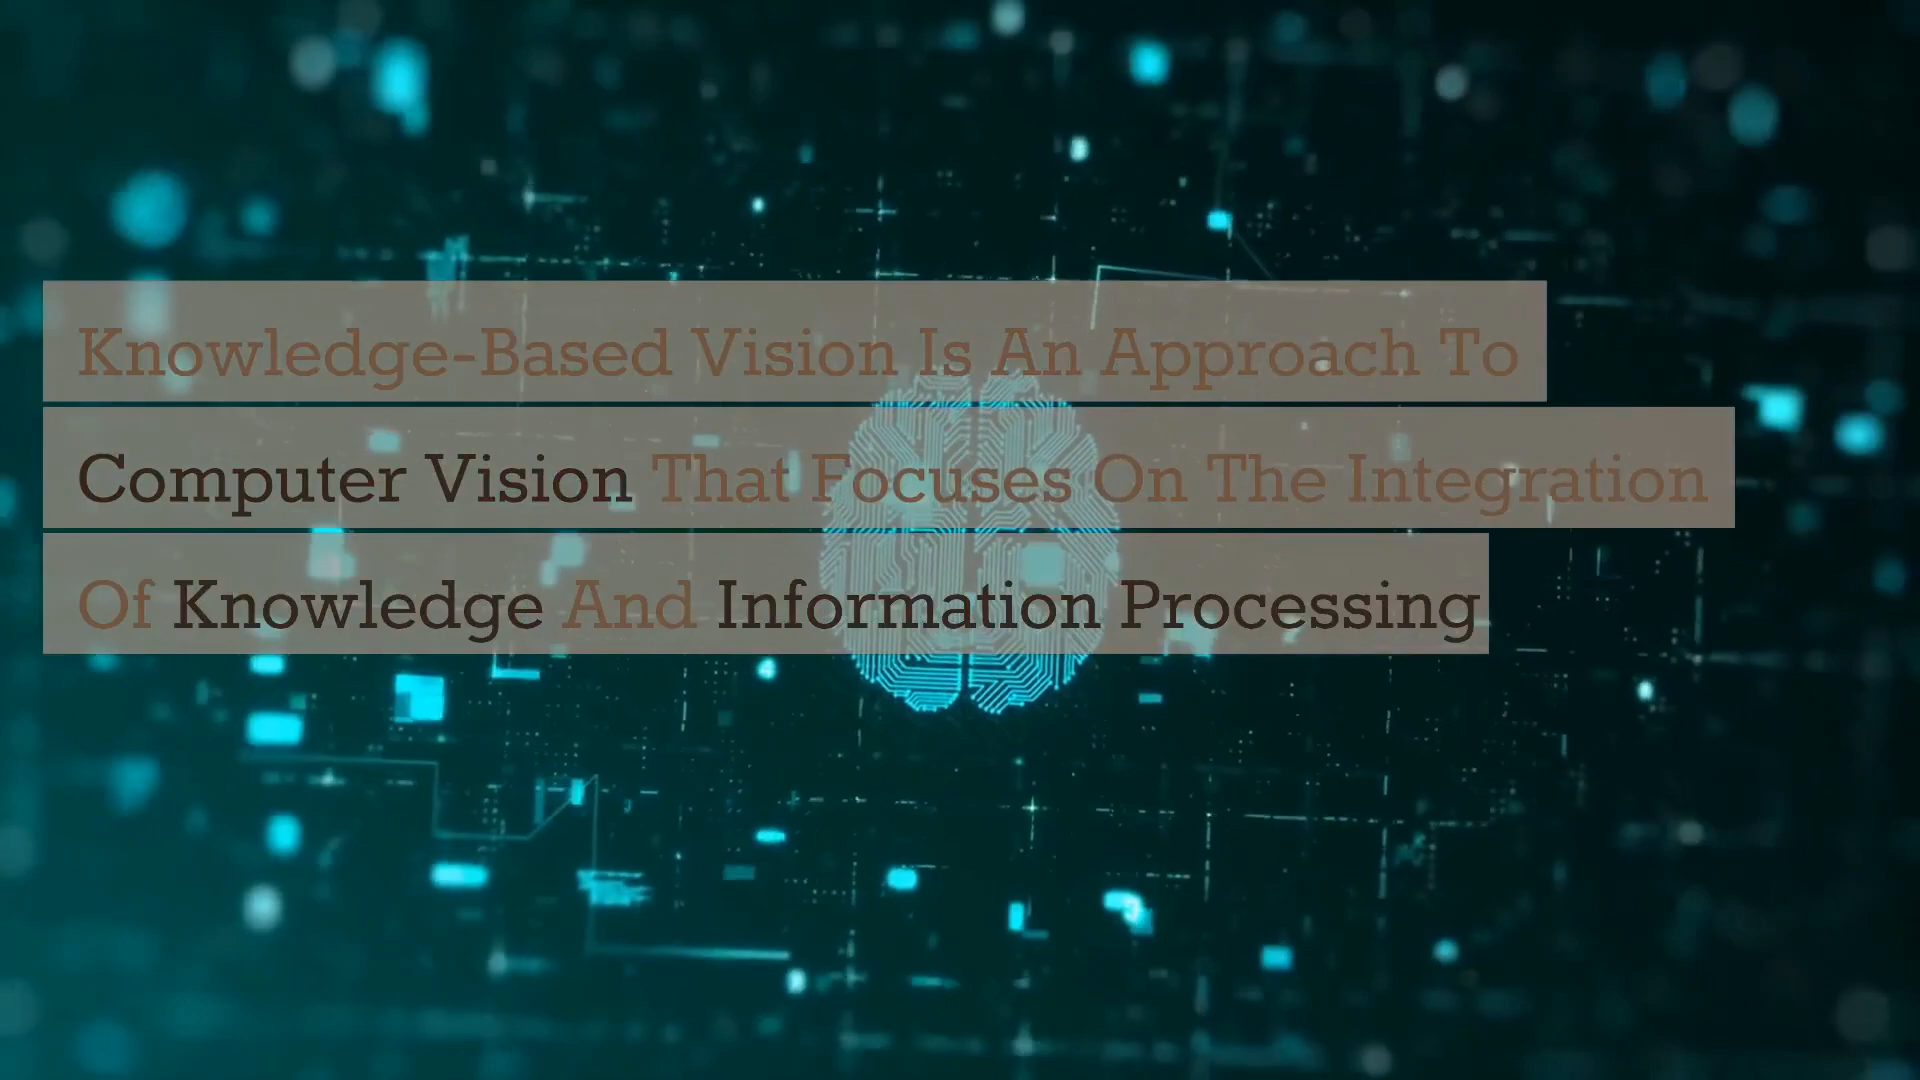 Knowledge-Based Vision Is An Approach To
Computer Vision That Focuses On The Integration
Of Knowledge And Information Processing